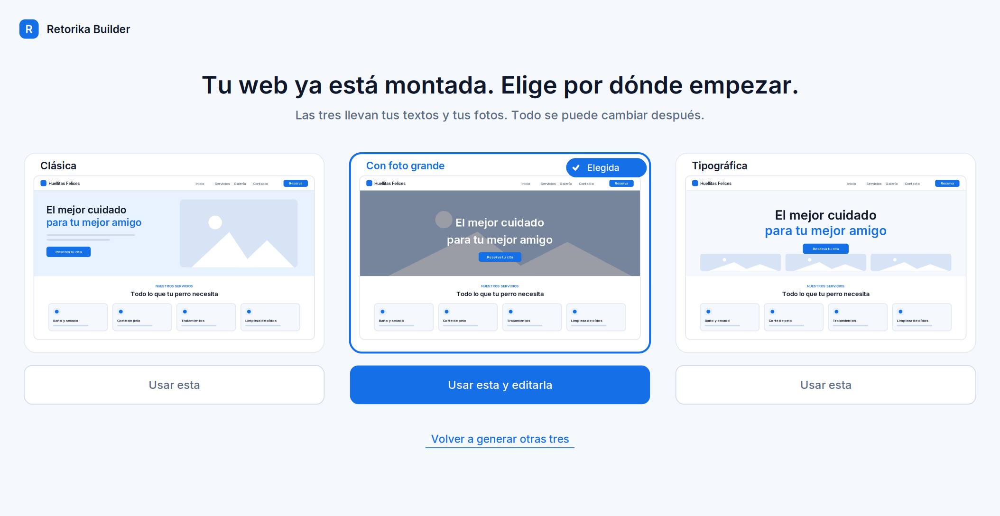 R Retorika Builder
Tu web ya está montada. Elige por dónde empezar.
Las tres llevan tus textos y tus fotos. Todo se puede cambiar después.
Clásica
Huellitas Felices Inicio Servicios Galería Contacto Reserva
El mejor cuidado
para tu mejor amigo
Reserva tu cita
NUESTROS SERVICIOS
Todo lo que tu perro necesita
Baño y secado Corte de pelo Tratamientos Limpieza de oídos
Usar esta
Con foto grande Elegida
Huellitas Felices Inicio Servicios Galería Contacto Reserva
El mejor cuidado
para tu mejor amigo
Reserva tu cita
NUESTROS SERVICIOS
Todo lo que tu perro necesita
Baño y secado Corte de pelo Tratamientos Limpieza de oídos
Usar esta y editarla
Tipográfica
Huellitas Felices Inicio Servicios Galería Contacto Reserva
El mejor cuidado
para tu mejor amigo
Reserva tu cita
NUESTROS SERVICIOS
Todo lo que tu perro necesita
Baño y secado Corte de pelo Tratamientos Limpieza de oídos
Usar esta
Volver a generar otras tres